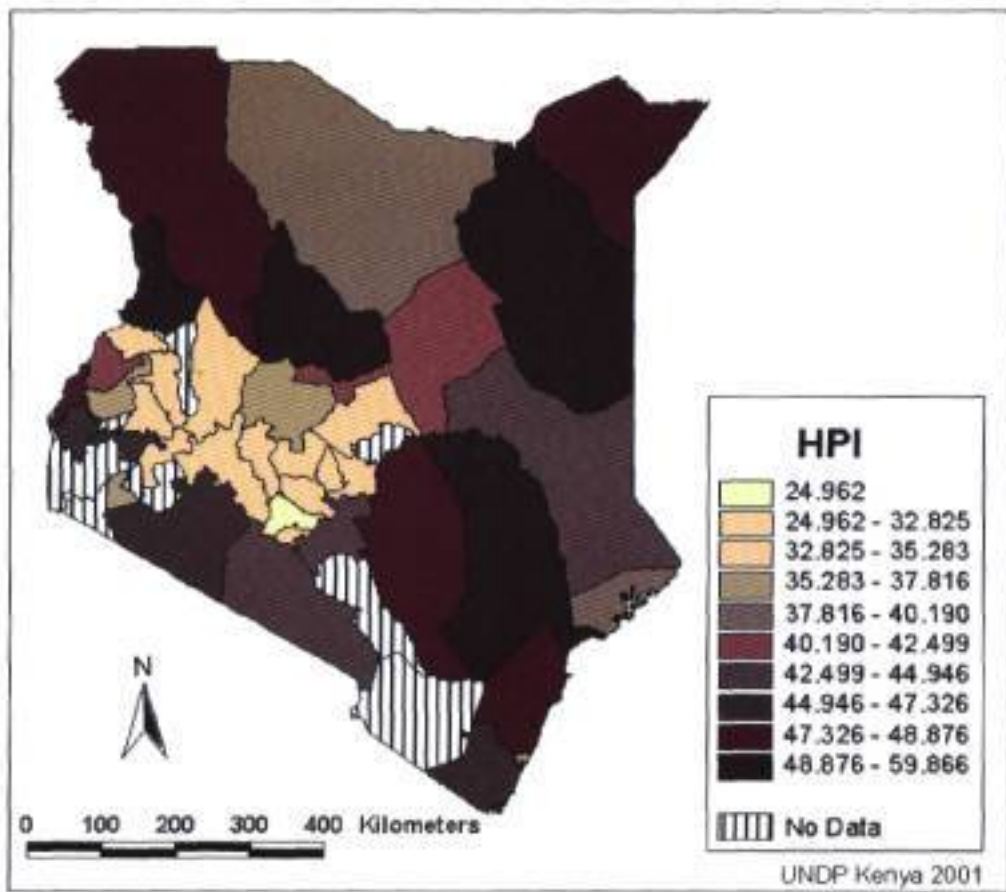 HPI
24.962
24.962 - 32.825
32.825 - 35.283
35.283 - 37.816
37.816 - 40.190
40.190 - 42.499
42.499 - 44.946
44.946 - 47.326
47.326 - 48.876
48.876 - 59.866
No Data
N
0 100 200 300 400 Kilometers
UNDP Kenya 2001